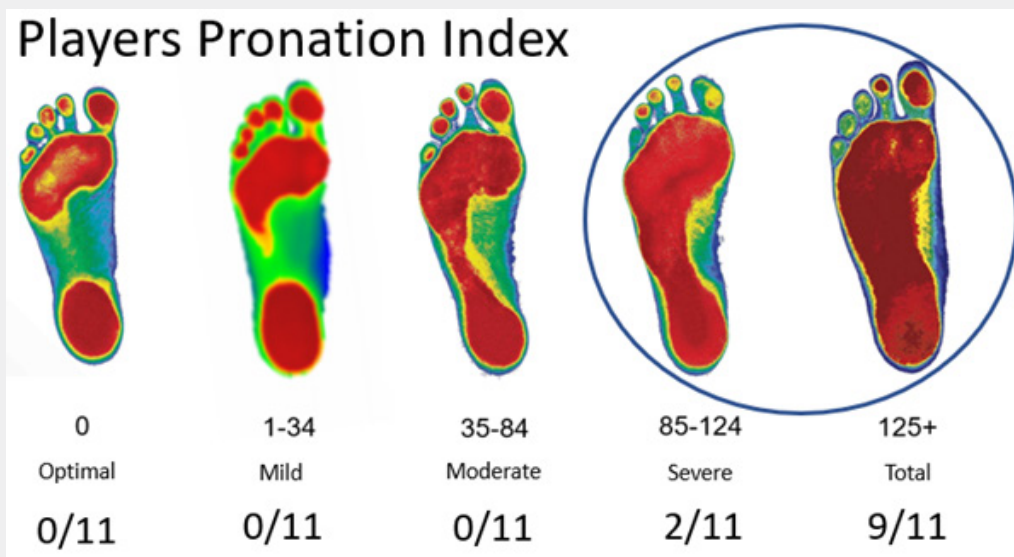 Players Pronation Index
0 1-34 35-84 85-124 125+
Optimal Mild Moderate Severe Total
0/11 0/11 0/11 2/11 9/11